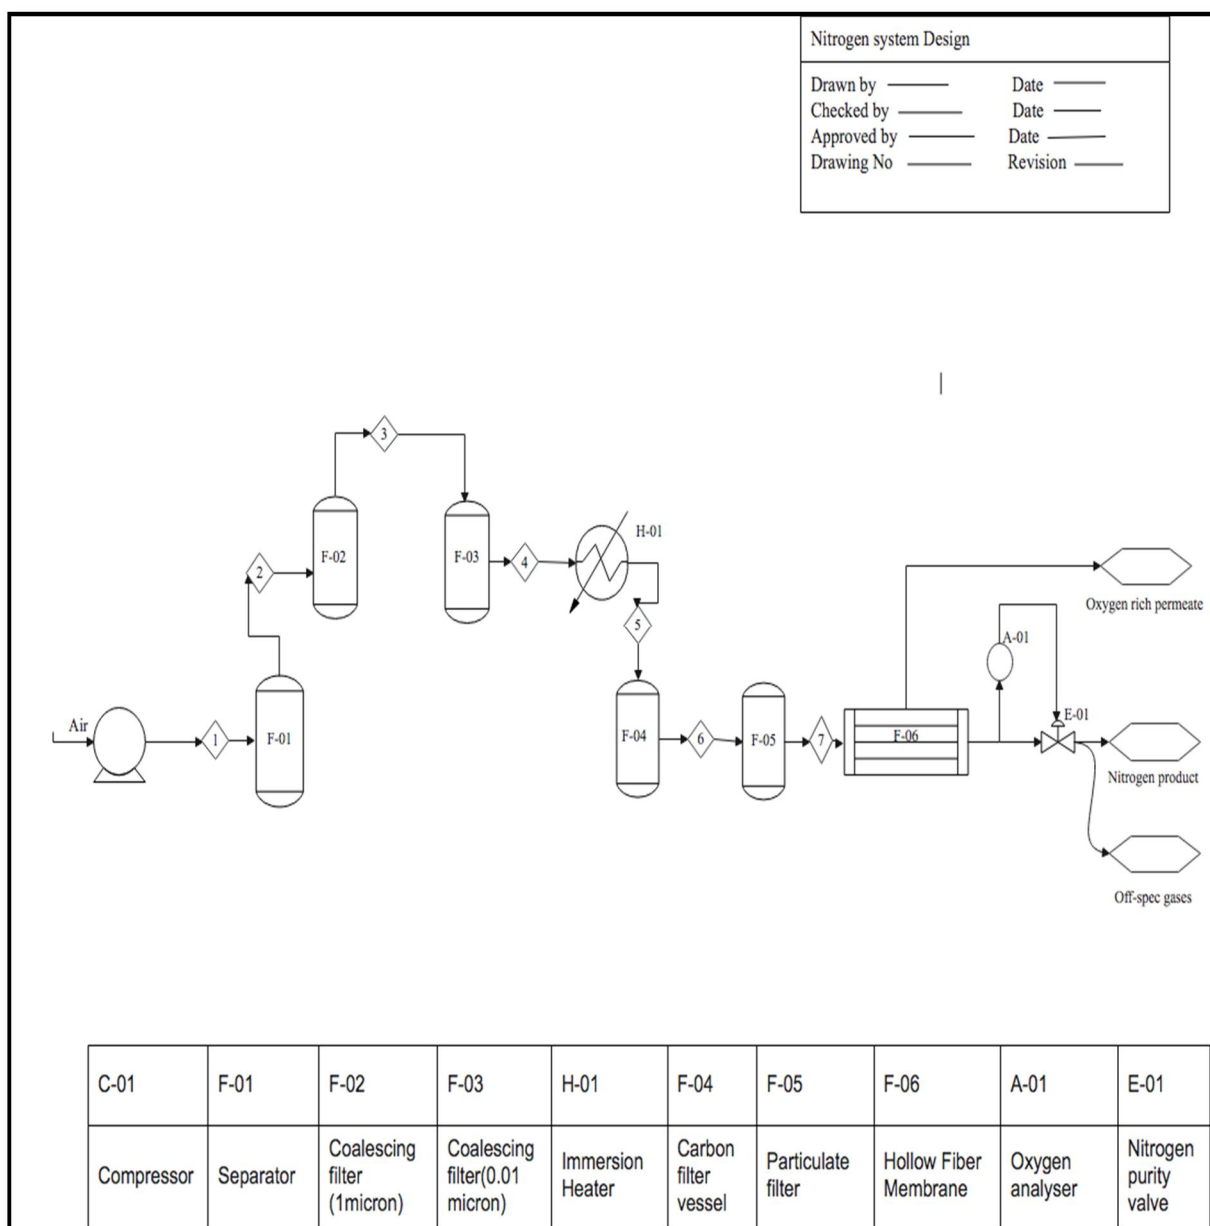 Nitrogen system Design
Drawn by Date
Checked by Date
Approved by Date
Drawing No Revision
3
F-02
F-03
4
H-01
2
5
Oxygen rich permeate
A-01
Air
1
F-01
F-04
6
F-05
7
F-06
E-01
Nitrogen product
Off-spec gases
C-01 F-01 F-02 F-03 H-01 F-04 F-05 F-06 A-01 E-01
Compressor
Separator
Coalescing
filter
(1micron)
Coalescing
filter(0.01
micron)
Immersion
Heater
Carbon
filter
vessel
Particulate
filter
Hollow Fiber
Membrane
Oxygen
analyser
Nitrogen
purity
valve